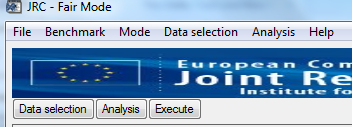 JRC - Fair Mode
File Benchmark Mode Data selection Analysis Help
European Com
Joint Re
Institute fo
Data selection Analysis Execute